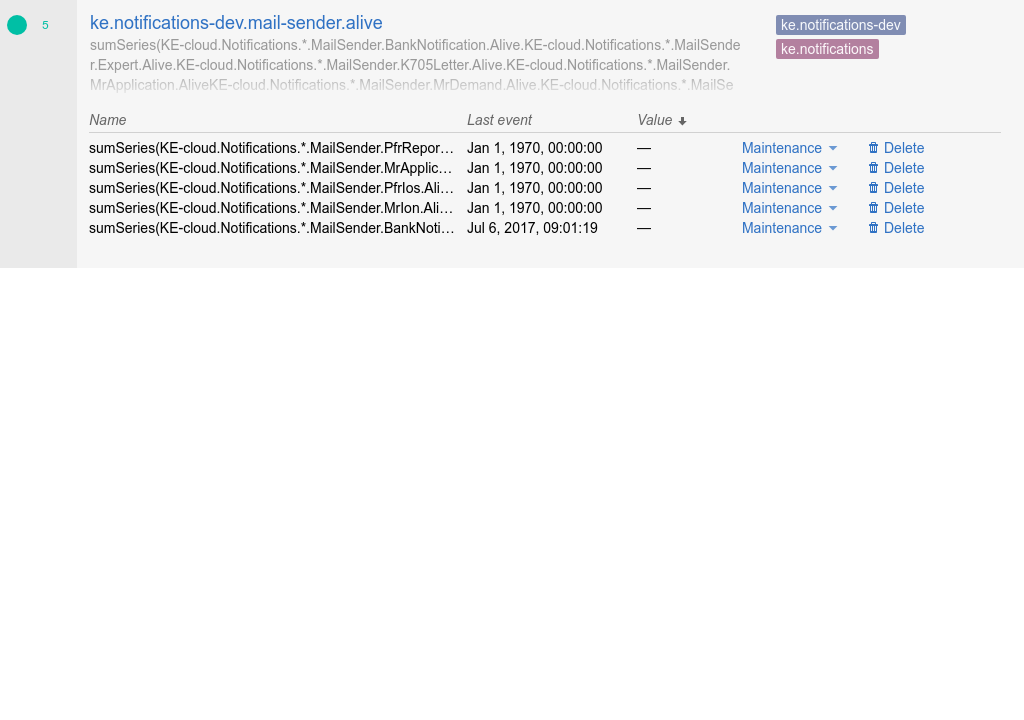 5
ke.notifications-dev.mail-sender.alive
ke.notifications-dev
sumSeries(KE-cloud.Notifications.*.MailSender.BankNotification.Alive.KE-cloud.Notifications.*.MailSende
ke.notifications
r.Expert.Alive.KE-cloud.Notifications.*.MailSender.K705Letter.Alive.KE-cloud.Notifications.*.MailSender.
MrApplication.AliveKE-cloud.Notifications.*.MailSender.MrDemand.Alive.KE-cloud.Notifications.*.MailSe
Name Last event Value
sumSeries(KE-cloud.Notifications.*.MailSender.PfrRepor… Jan 1, 1970, 00:00:00 — Maintenance Delete
sumSeries(KE-cloud.Notifications.*.MailSender.MrApplic… Jan 1, 1970, 00:00:00 — Maintenance Delete
sumSeries(KE-cloud.Notifications.*.MailSender.PfrIos.Ali… Jan 1, 1970, 00:00:00 — Maintenance Delete
sumSeries(KE-cloud.Notifications.*.MailSender.MrIon.Ali… Jan 1, 1970, 00:00:00 — Maintenance Delete
sumSeries(KE-cloud.Notifications.*.MailSender.BankNoti… Jul 6, 2017, 09:01:19 — Maintenance Delete